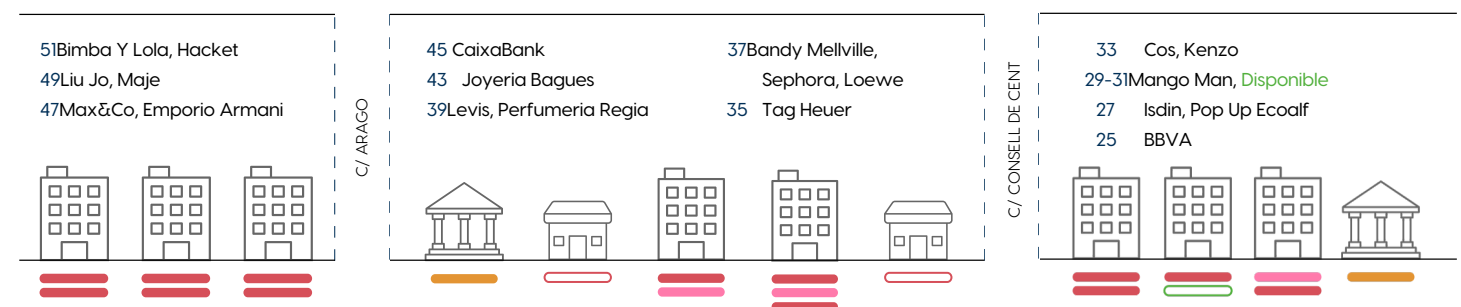 51Bimba Y Lola, Hacket
49Liu Jo, Maje
47Max&Co, Emporio Armani
C/ ARAGO
45 CaixaBank
43 Joyeria Bagues
39Levis, Perfumeria Regia
37Bandy Mellville,
Sephora, Loewe
35 Tag Heuer
C/ CONSELL DE CENT
33 Cos, Kenzo
29-31Mango Man, Disponible
27 Isdin, Pop Up Ecoalf
25 BBVA